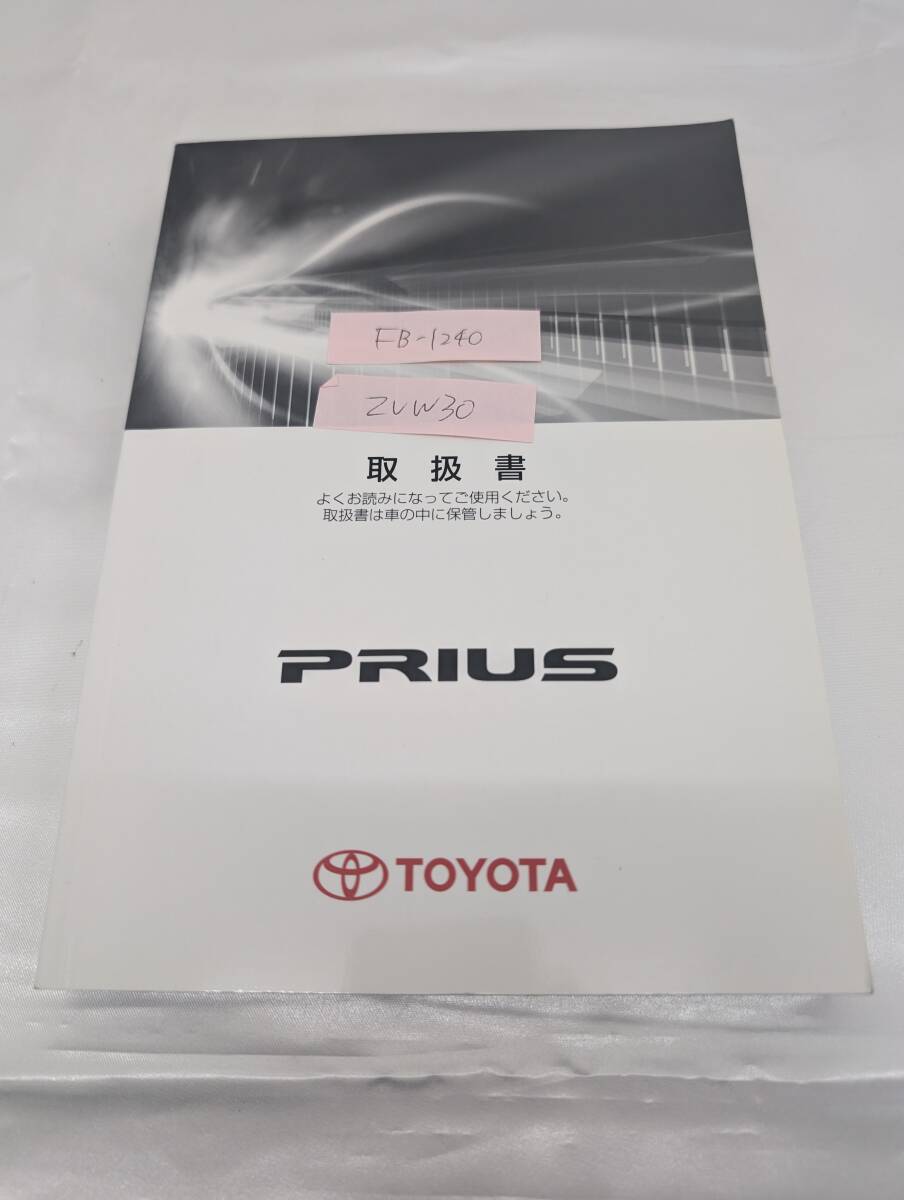 FB-1240
ZVW30
取扱書
よくお読みになってご使用ください。
取扱書は車の中に保管しましょう。
PRIUS
TOYOTA